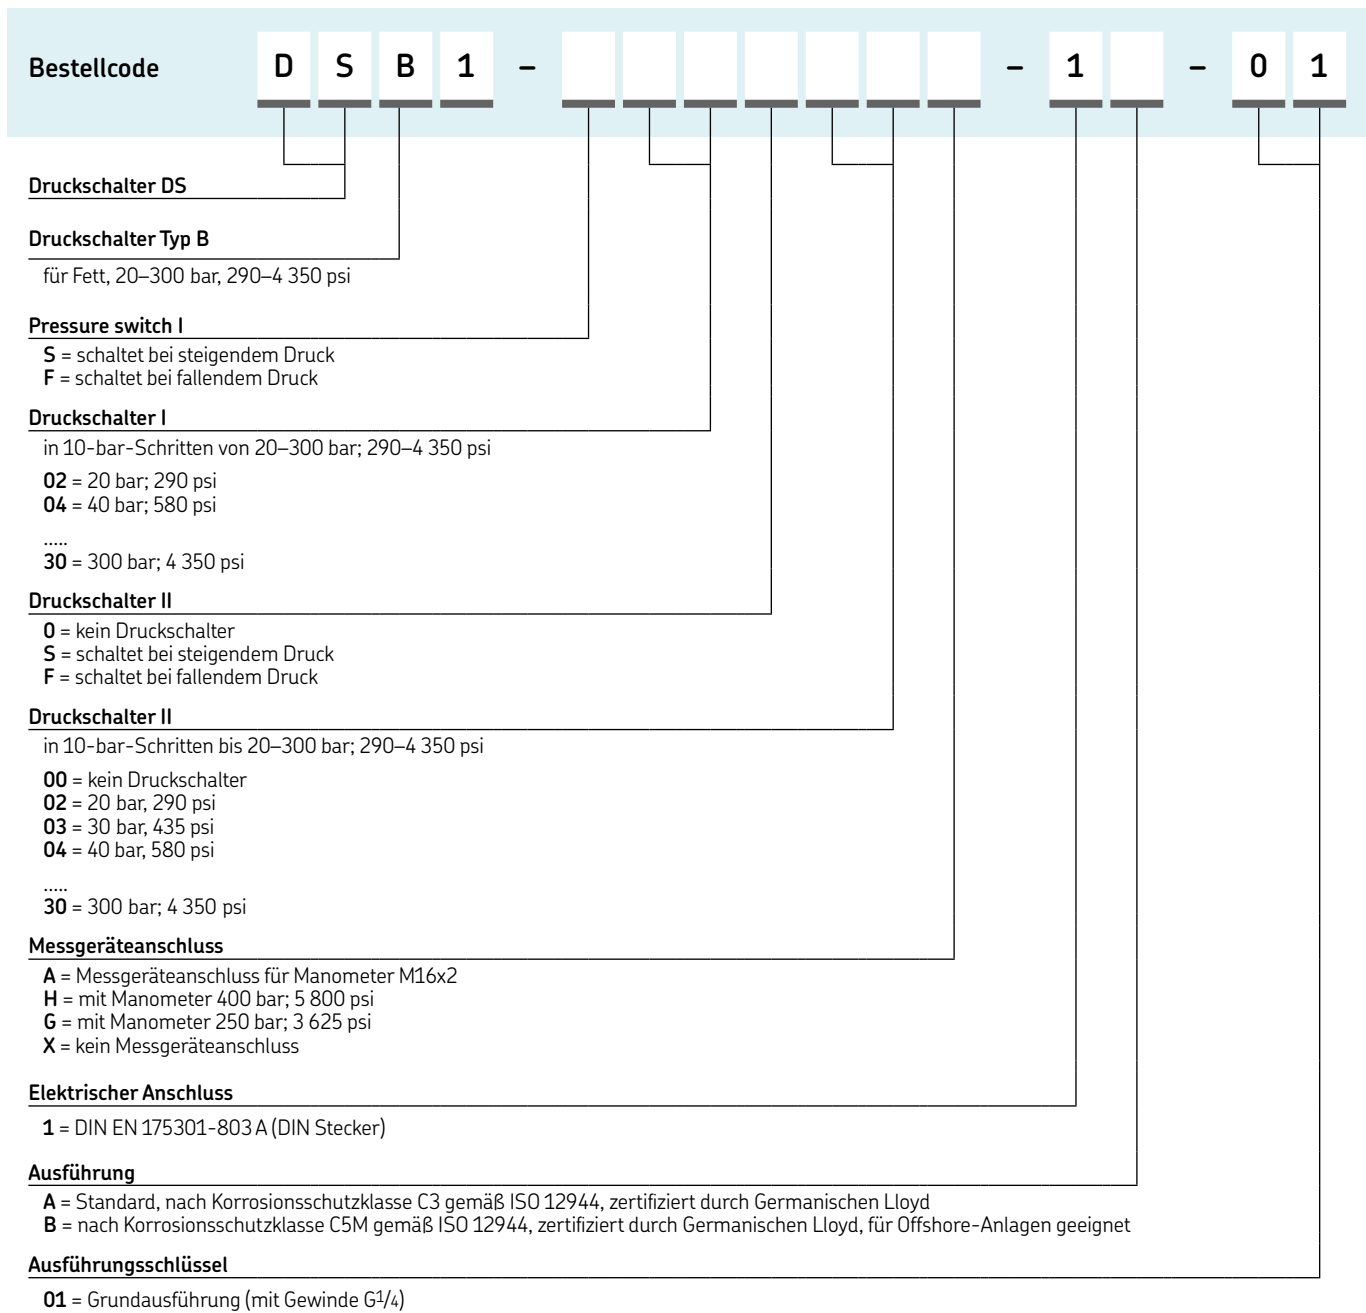 Bestellcode D S B 1 – – 1 – 0 1
Druckschalter DS
Druckschalter Typ B
für Fett, 20–300 bar, 290–4 350 psi
Pressure switch I
S = schaltet bei steigendem Druck
F = schaltet bei fallendem Druck
Druckschalter I
in 10-bar-Schritten von 20–300 bar; 290–4 350 psi
02 = 20 bar; 290 psi
04 = 40 bar; 580 psi
.....
30 = 300 bar; 4 350 psi
Druckschalter II
0 = kein Druckschalter
S = schaltet bei steigendem Druck
F = schaltet bei fallendem Druck
Druckschalter II
in 10-bar-Schritten bis 20–300 bar; 290–4 350 psi
00 = kein Druckschalter
02 = 20 bar, 290 psi
03 = 30 bar, 435 psi
04 = 40 bar, 580 psi
.....
30 = 300 bar; 4 350 psi
Messgeräteanschluss
A = Messgeräteanschluss für Manometer M16x2
H = mit Manometer 400 bar; 5 800 psi
G = mit Manometer 250 bar; 3 625 psi
X = kein Messgeräteanschluss
Elektrischer Anschluss
1 = DIN EN 175301-803 A (DIN Stecker)
Ausführung
A = Standard, nach Korrosionsschutzklasse C3 gemäß ISO 12944, zertifiziert durch Germanischen Lloyd
B = nach Korrosionsschutzklasse C5M gemäß ISO 12944, zertifiziert durch Germanischen Lloyd, für Offshore-Anlagen geeignet
Ausführungsschlüssel
01 = Grundausführung (mit Gewinde G1/4)